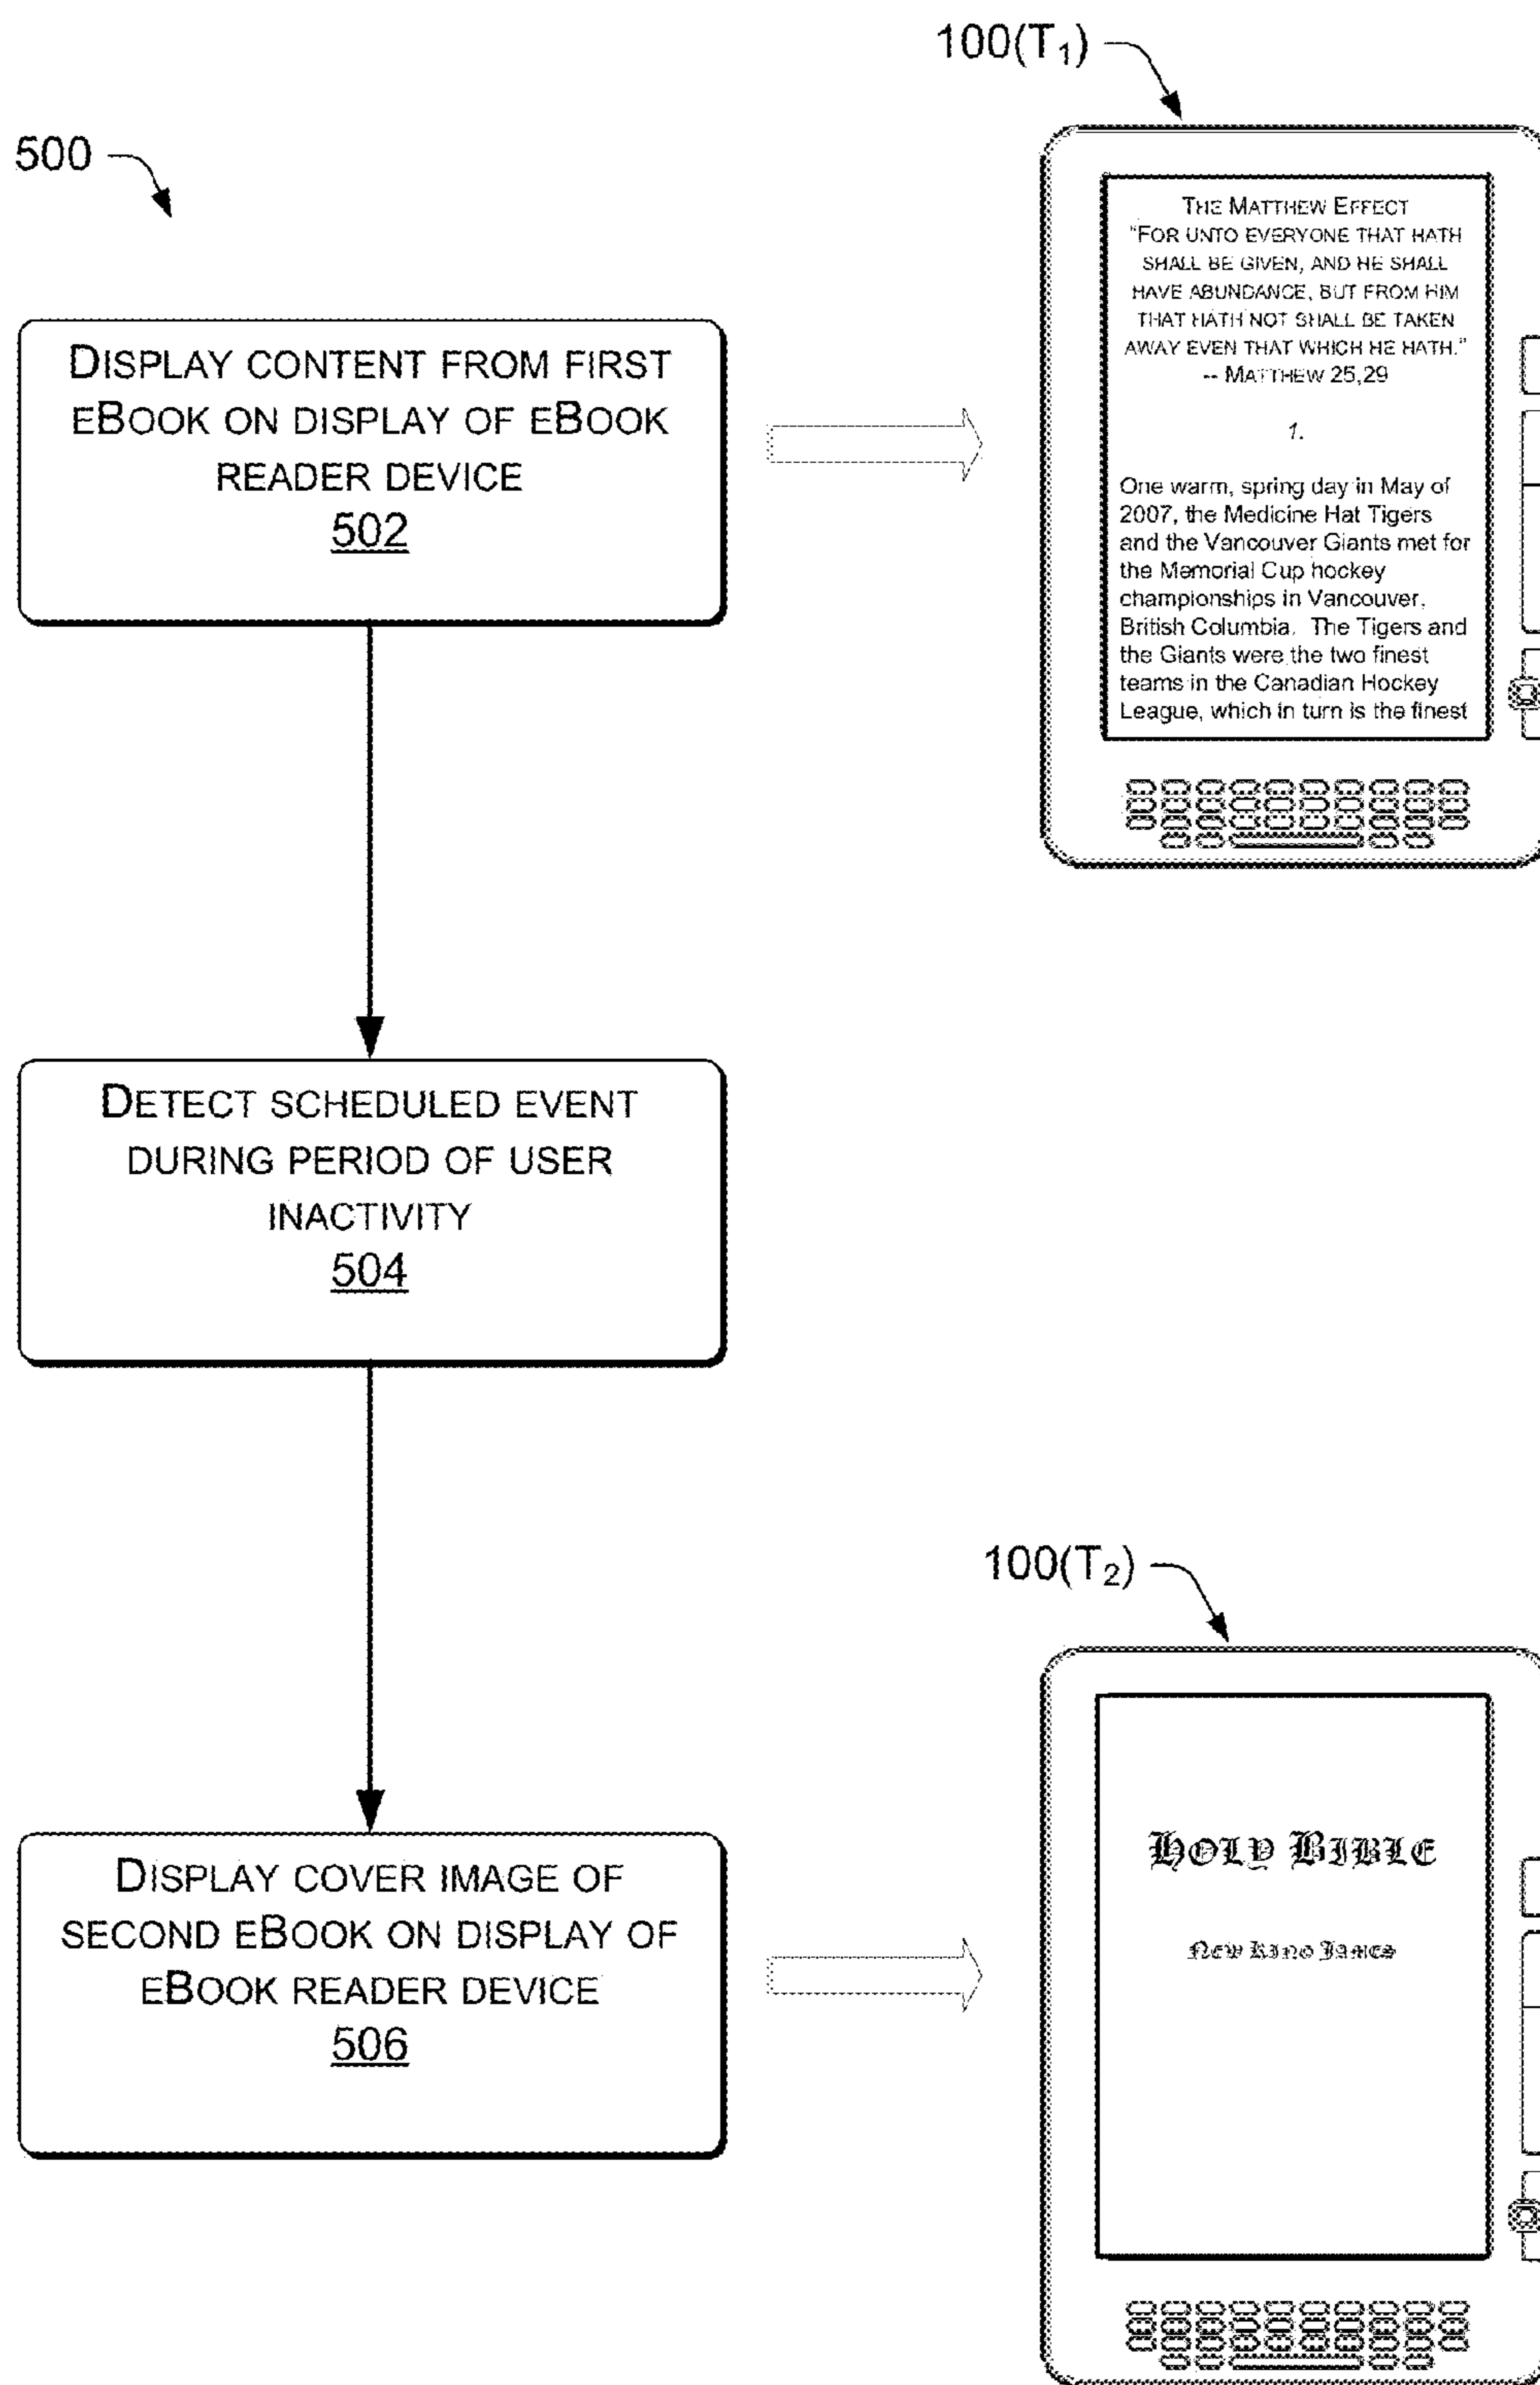 100(T₁)
500
THE MATTHEW EFFECT
"FOR UNTO EVERYONE THAT HATH
SHALL BE GIVEN, AND HE SHALL
HAVE ABUNDANCE, BUT FROM HIM
THAT HATH NOT SHALL BE TAKEN
AWAY EVEN THAT WHICH HE HATH."
-- MATTHEW 25,29
1.
One warm, spring day in May of
2007, the Medicine Hat Tigers
and the Vancouver Giants met for
the Memorial Cup hockey
championships in Vancouver,
British Columbia.  The Tigers and
the Giants were the two finest
teams in the Canadian Hockey
League, which in turn is the finest
DISPLAY CONTENT FROM FIRST
EBOOK ON DISPLAY OF EBOOK
READER DEVICE
502
DETECT SCHEDULED EVENT
DURING PERIOD OF USER
INACTIVITY
504
100(T₂)
DISPLAY COVER IMAGE OF
SECOND EBOOK ON DISPLAY OF
EBOOK READER DEVICE
506
HOLY BIBLE
NEW KING JAMES